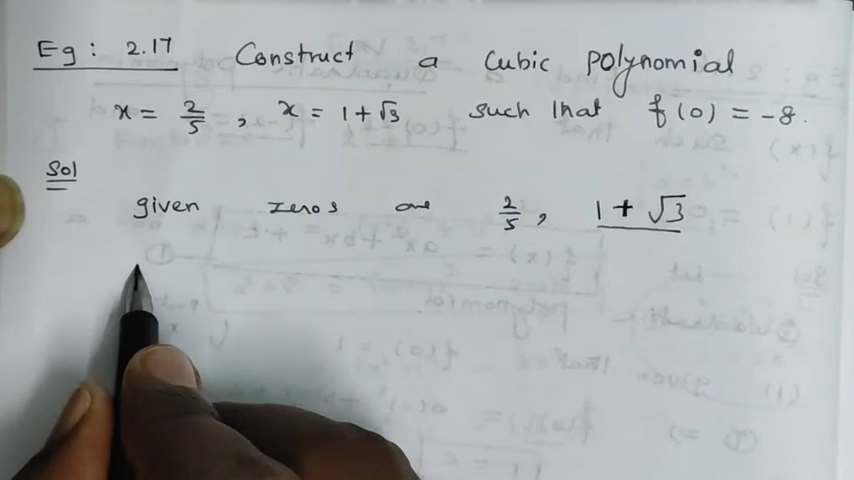 Eg : 2.17 Construct a cubic polynomial
x = 2/5 , x = 1+√3 such that f(0) = -8.
Sol
given zeros are 2/5 , 1 + √3